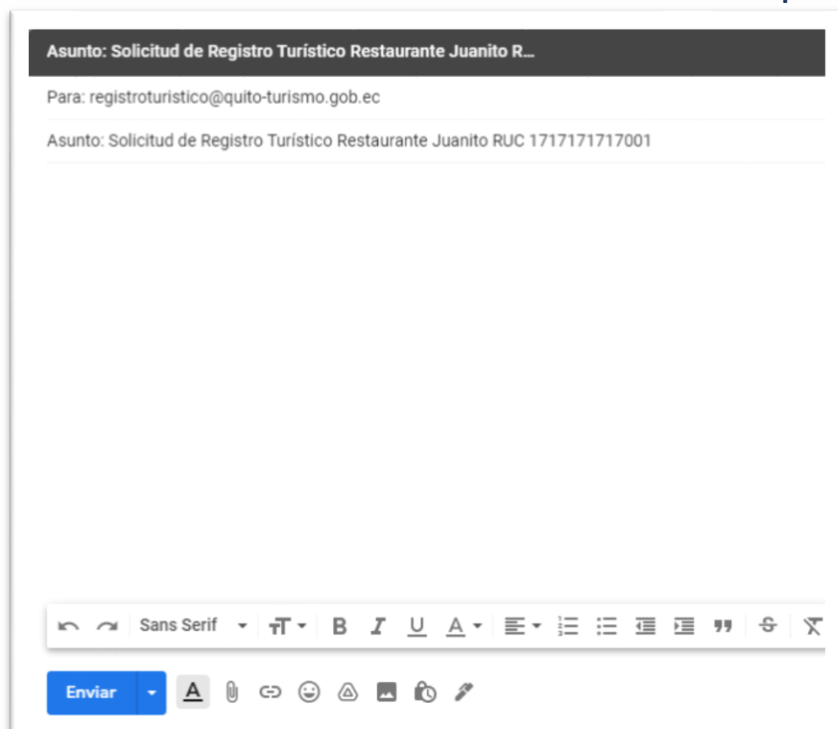 Asunto: Solicitud de Registro Turístico Restaurante Juanito R...
Para: registroturistico@quito-turismo.gob.ec
Asunto: Solicitud de Registro Turístico Restaurante Juanito RUC 1717171717001
Sans Serif
Enviar